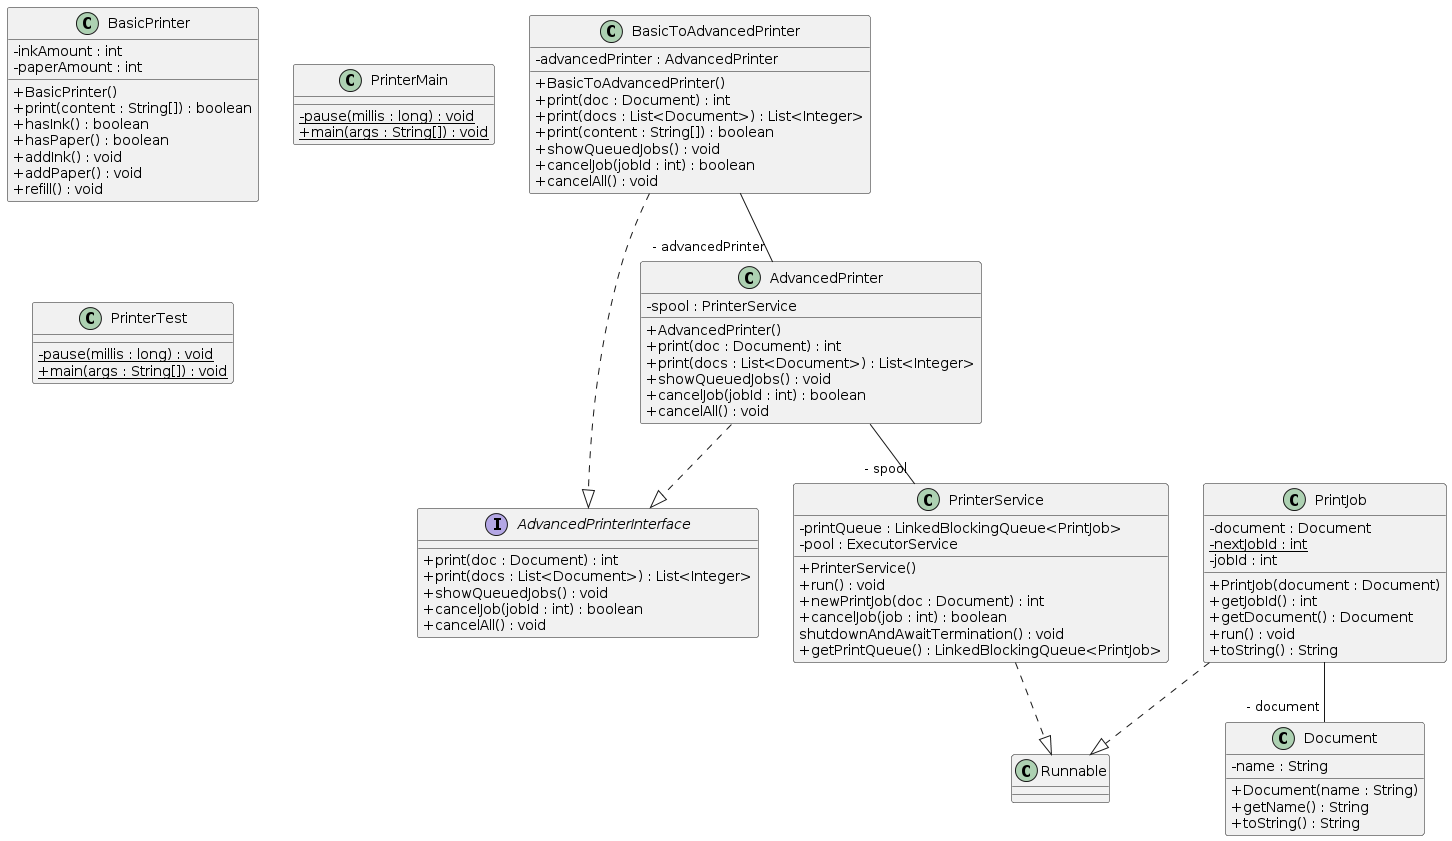 C BasicPrinter
-inkAmount : int
-paperAmount : int
+BasicPrinter()
+print(content : String[]) : boolean
+hasInk() : boolean
+hasPaper() : boolean
+addInk() : void
+addPaper() : void
+refill() : void
C PrinterMain
-pause(millis : long) : void
+main(args : String[]) : void
C BasicToAdvancedPrinter
-advancedPrinter : AdvancedPrinter
+BasicToAdvancedPrinter()
+print(doc : Document) : int
+print(docs : List<Document>) : List<Integer>
+print(content : String[]) : boolean
+showQueuedJobs() : void
+cancelJob(jobId : int) : boolean
+cancelAll() : void
- advancedPrinter
C PrinterTest
-pause(millis : long) : void
+main(args : String[]) : void
C AdvancedPrinter
-spool : PrinterService
+AdvancedPrinter()
+print(doc : Document) : int
+print(docs : List<Document>) : List<Integer>
+showQueuedJobs() : void
+cancelJob(jobId : int) : boolean
+cancelAll() : void
- spool
I AdvancedPrinterInterface
+print(doc : Document) : int
+print(docs : List<Document>) : List<Integer>
+showQueuedJobs() : void
+cancelJob(jobId : int) : boolean
+cancelAll() : void
C PrinterService
-printQueue : LinkedBlockingQueue<PrintJob>
-pool : ExecutorService
+PrinterService()
+run() : void
+newPrintJob(doc : Document) : int
+cancelJob(job : int) : boolean
shutdownAndAwaitTermination() : void
+getPrintQueue() : LinkedBlockingQueue<PrintJob>
C PrintJob
-document : Document
-nextJobId : int
-jobId : int
+PrintJob(document : Document)
+getJobId() : int
+getDocument() : Document
+run() : void
+toString() : String
- document
C Runnable
C Document
-name : String
+Document(name : String)
+getName() : String
+toString() : String